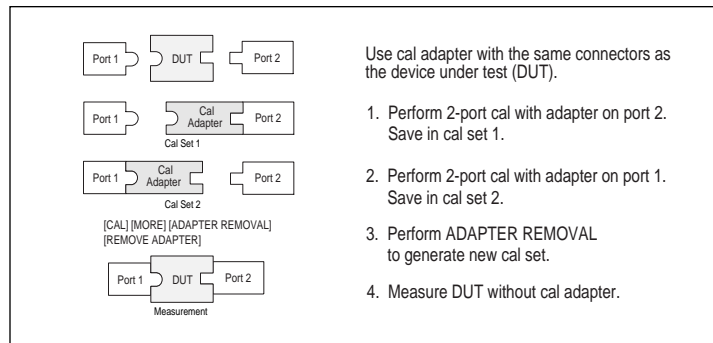 Port 1
DUT
Port 2
Port 1
Cal
Adapter
Port 2
Cal Set 1
Port 1
Cal
Adapter
Port 2
Cal Set 2
[CAL] [MORE] [ADAPTER REMOVAL]
[REMOVE ADAPTER]
Port 1
DUT
Port 2
Measurement
Use cal adapter with the same connectors as
the device under test (DUT).
1. Perform 2-port cal with adapter on port 2.
Save in cal set 1.
2. Perform 2-port cal with adapter on port 1.
Save in cal set 2.
3. Perform ADAPTER REMOVAL
to generate new cal set.
4. Measure DUT without cal adapter.